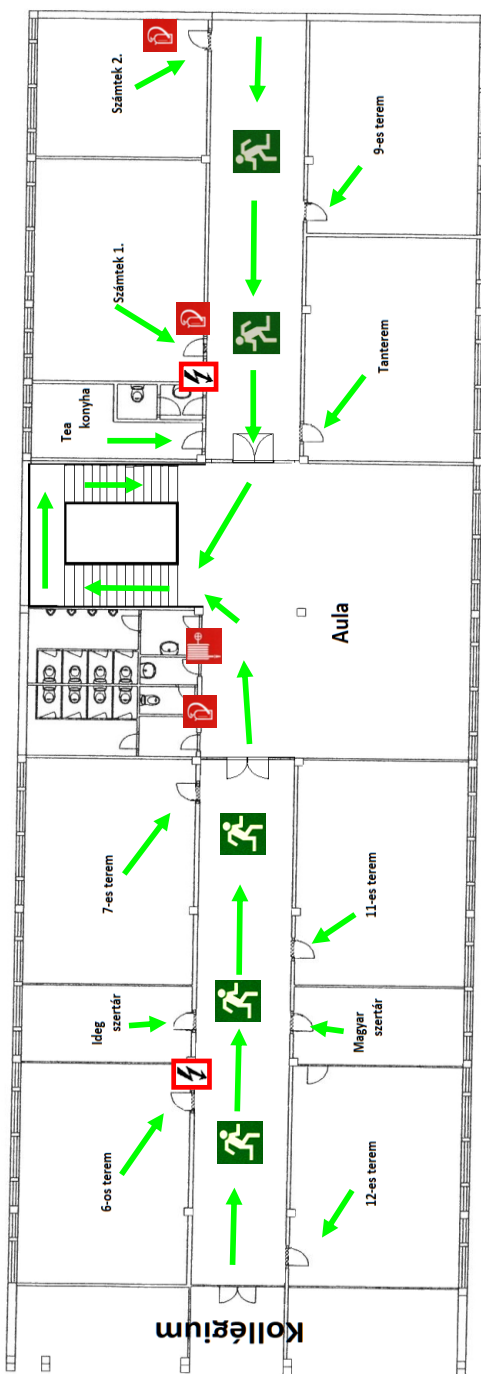 Számtek 2.
Számtek 1.
9-es terem
Tea
konyha
Tanterem
Aula
7-es terem
11-es terem
Ideg
szertár
Magyar
szertár
6-os terem
12-es terem
Kollégium